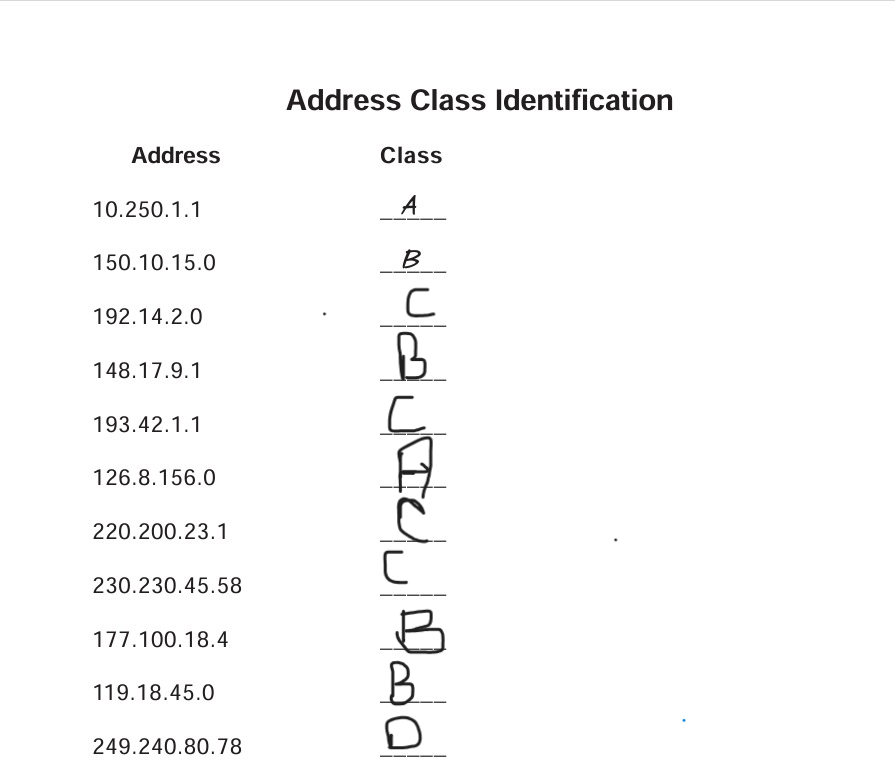 Address Class Identification
Address Class
10.250.1.1 A
150.10.15.0 B
192.14.2.0 C
148.17.9.1 B
193.42.1.1 C
126.8.156.0 A
220.200.23.1 C
230.230.45.58 C
177.100.18.4 B
119.18.45.0 B
249.240.80.78 D